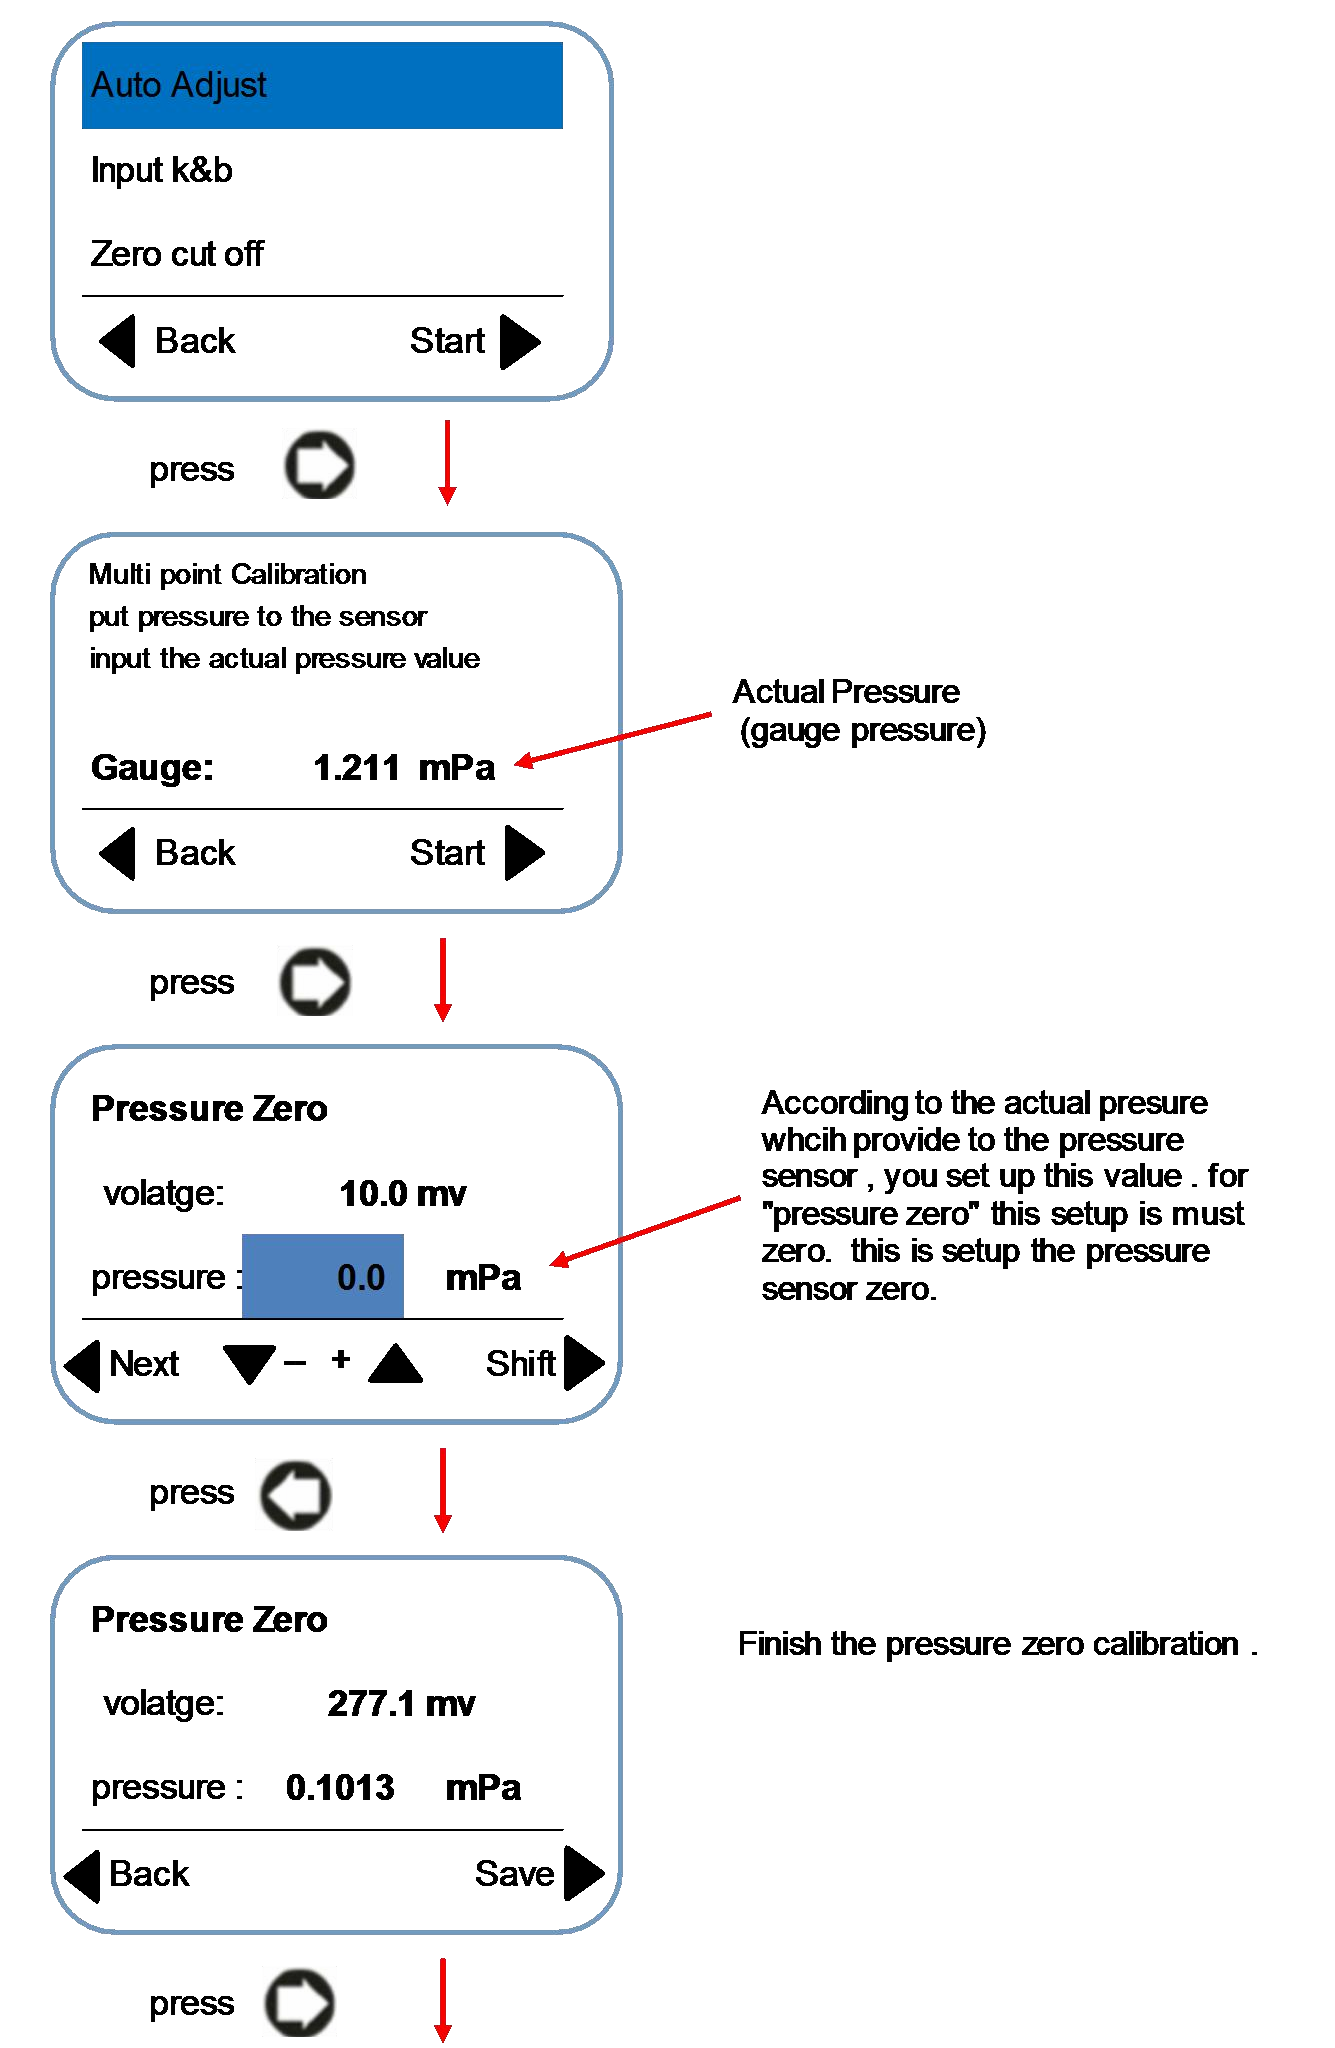 Auto Adjust
Input k&b
Zero cut off
Back Start
press
Multi point Calibration
put pressure to the sensor
input the actual pressure value
Actual Pressure
(gauge pressure)
Gauge: 1.211 mPa
Back Start
press
Pressure Zero
volatge: 10.0 mv
pressure : 0.0 mPa
Next – + Shift
According to the actual presure
whcih provide to the pressure
sensor , you set up this value . for
"pressure zero" this setup is must
zero. this is setup the pressure
sensor zero.
press
Pressure Zero
Finish the pressure zero calibration .
volatge: 277.1 mv
pressure : 0.1013 mPa
Back Save
press